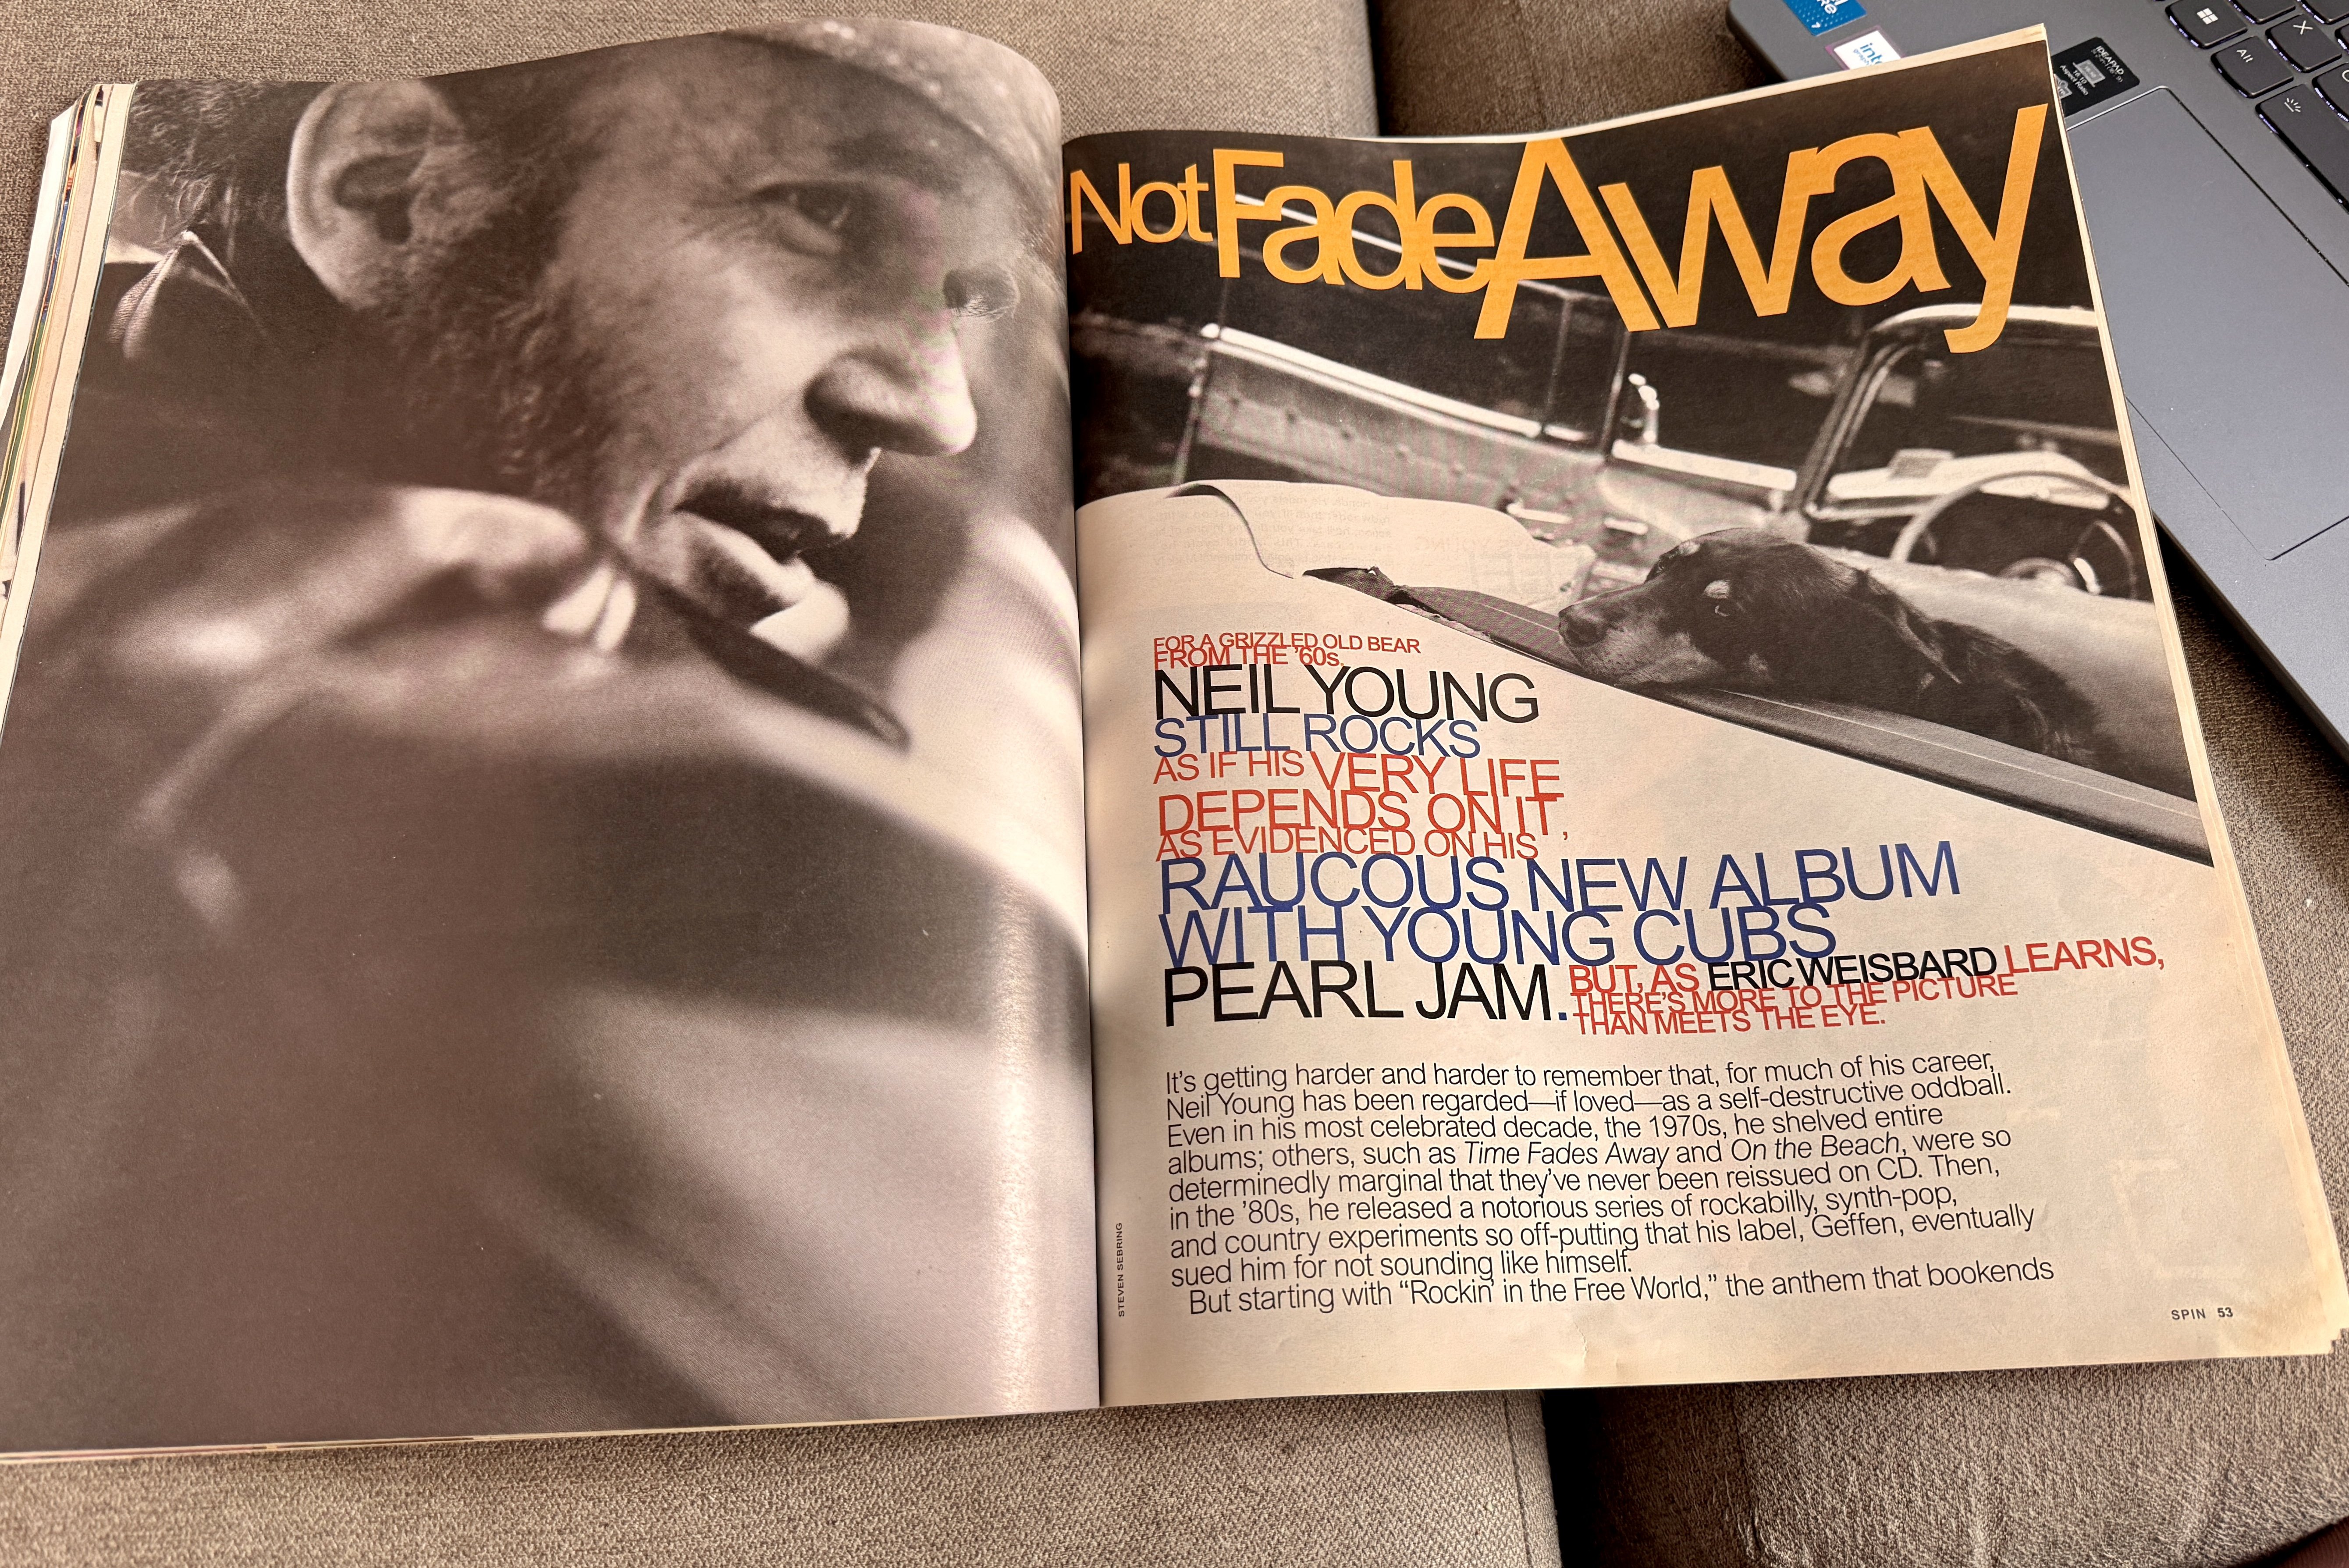 Not Fade Away
FOR A GRIZZLED OLD BEAR
FROM THE '60s,
NEIL YOUNG
STILL ROCKS
AS IF HIS VERY LIFE
DEPENDS ON IT,
AS EVIDENCED ON HIS
RAUCOUS NEW ALBUM
WITH YOUNG CUBS
PEARL JAM. BUT, AS ERIC WEISBARD LEARNS,
THERE'S MORE TO THE PICTURE
THAN MEETS THE EYE.
It's getting harder and harder to remember that, for much of his career,
Neil Young has been regarded—if loved—as a self-destructive oddball.
Even in his most celebrated decade, the 1970s, he shelved entire
albums; others, such as Time Fades Away and On the Beach, were so
determinedly marginal that they've never been reissued on CD. Then,
in the '80s, he released a notorious series of rockabilly, synth-pop,
and country experiments so off-putting that his label, Geffen, eventually
sued him for not sounding like himself.
But starting with “Rockin' in the Free World,” the anthem that bookends
STEVEN SEBRING
SPIN 53
IDEAPAD
16:10
Aspect Ratio
Alt
X